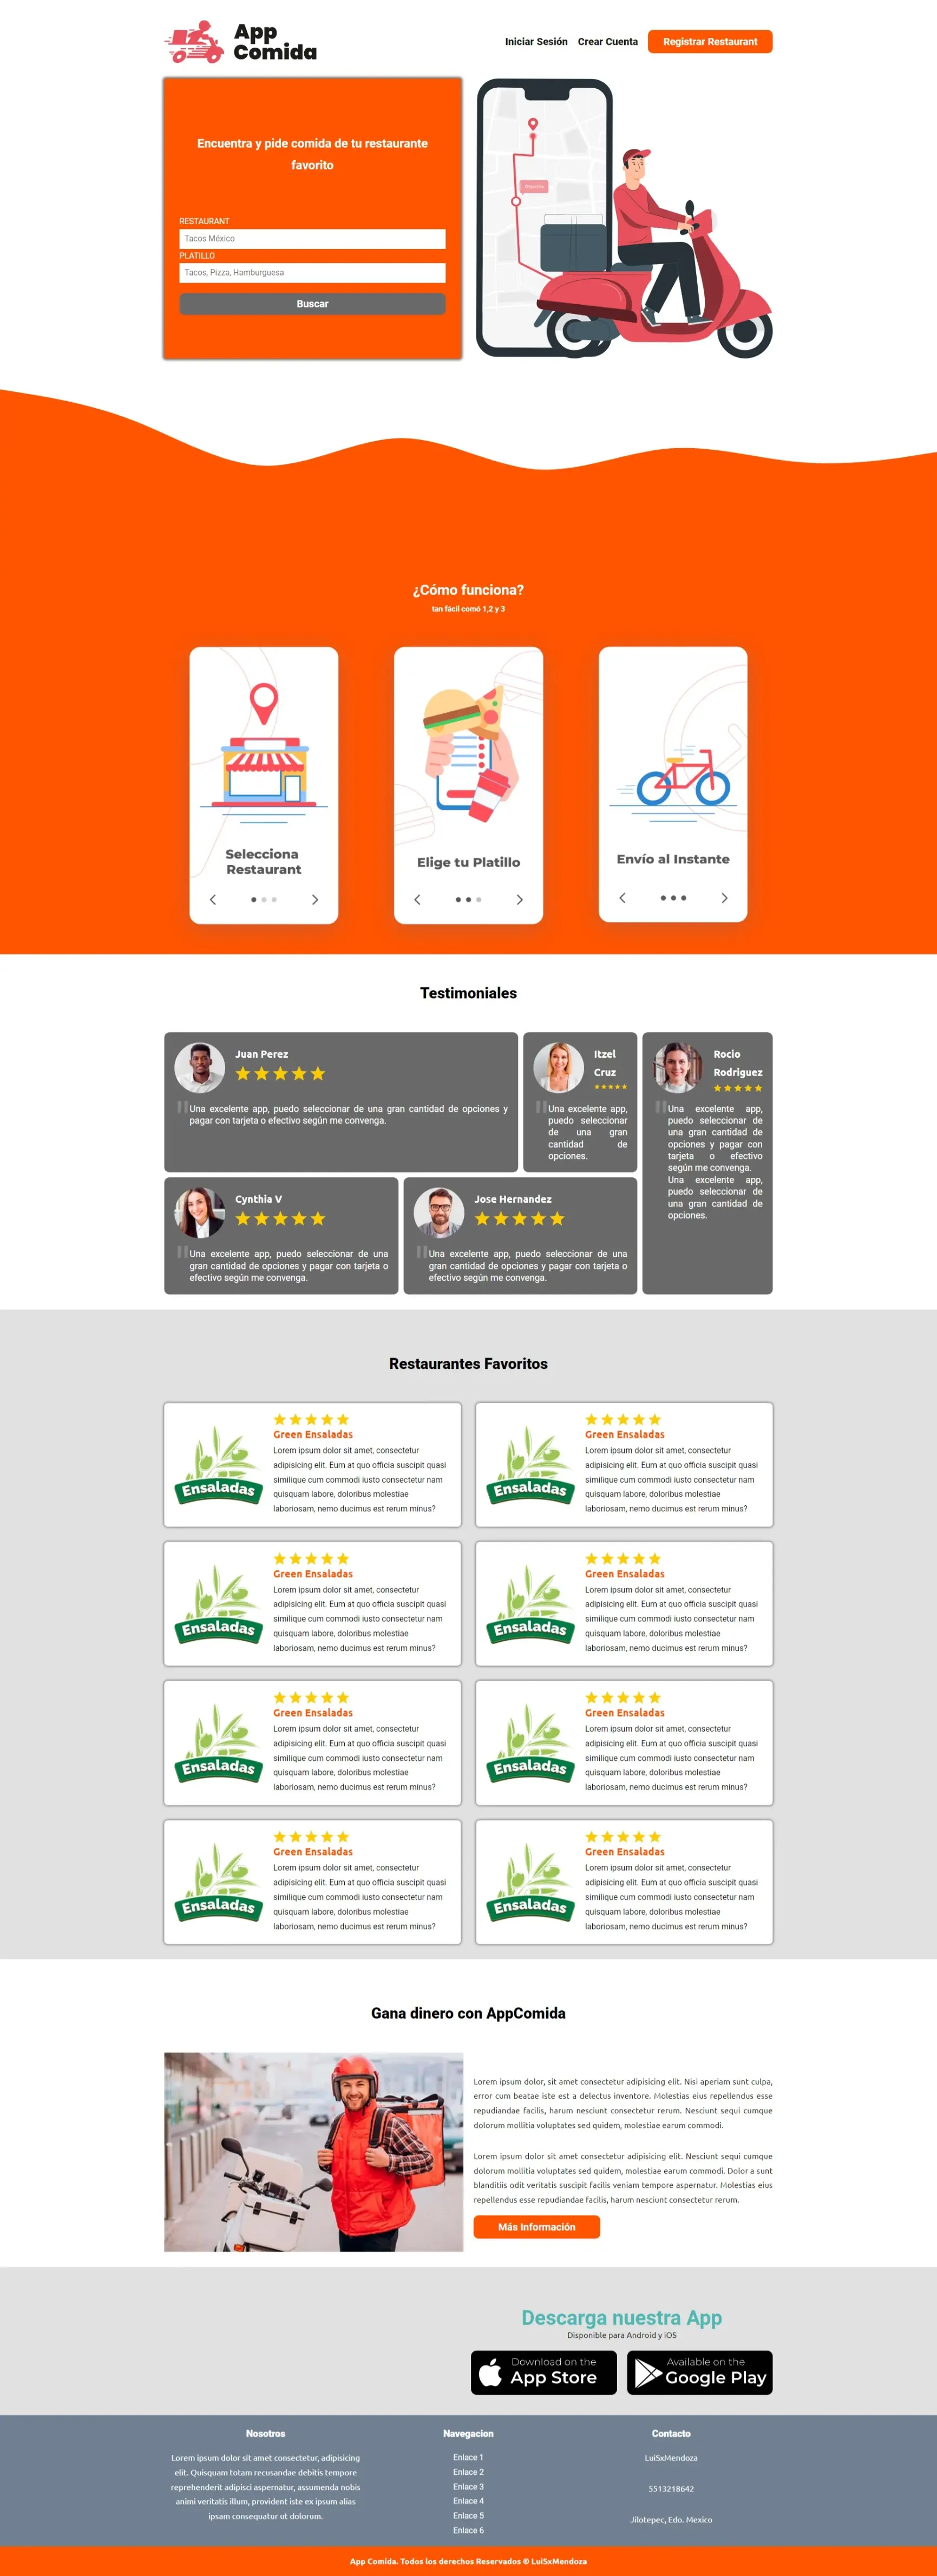 App
Comida
Iniciar Sesión
Crear Cuenta
Registrar Restaurant
Encuentra y pide comida de tu restaurante
favorito
RESTAURANT
Tacos México
PLATILLO
Tacos, Pizza, Hamburguesa
Buscar
¿Cómo funciona?
tan fácil comó 1,2 y 3
Selecciona
Restaurant
Elige tu Platillo
Envío al Instante
Testimoniales
Juan Perez
"Una excelente app, puedo seleccionar de una gran cantidad de opciones y
pagar con tarjeta o efectivo según me convenga.
Itzel
Cruz
"Una excelente app,
puedo seleccionar
de una gran
cantidad de
opciones.
Rocio
Rodriguez
"Una excelente app,
puedo seleccionar de
una gran cantidad de
opciones y pagar con
tarjeta o efectivo
según me convenga.
Una excelente app,
puedo seleccionar de
una gran cantidad de
opciones.
Cynthia V
"Una excelente app, puedo seleccionar de una
gran cantidad de opciones y pagar con tarjeta o
efectivo según me convenga.
Jose Hernandez
"Una excelente app, puedo seleccionar de una
gran cantidad de opciones y pagar con tarjeta o
efectivo según me convenga.
Restaurantes Favoritos
Ensaladas
Green Ensaladas
Lorem ipsum dolor sit amet, consectetur
adipisicing elit. Eum at quo officia suscipit quasi
similique cum commodi iusto consectetur nam
quisquam labore, doloribus molestiae
laboriosam, nemo ducimus est rerum minus?
Ensaladas
Green Ensaladas
Lorem ipsum dolor sit amet, consectetur
adipisicing elit. Eum at quo officia suscipit quasi
similique cum commodi iusto consectetur nam
quisquam labore, doloribus molestiae
laboriosam, nemo ducimus est rerum minus?
Ensaladas
Green Ensaladas
Lorem ipsum dolor sit amet, consectetur
adipisicing elit. Eum at quo officia suscipit quasi
similique cum commodi iusto consectetur nam
quisquam labore, doloribus molestiae
laboriosam, nemo ducimus est rerum minus?
Ensaladas
Green Ensaladas
Lorem ipsum dolor sit amet, consectetur
adipisicing elit. Eum at quo officia suscipit quasi
similique cum commodi iusto consectetur nam
quisquam labore, doloribus molestiae
laboriosam, nemo ducimus est rerum minus?
Ensaladas
Green Ensaladas
Lorem ipsum dolor sit amet, consectetur
adipisicing elit. Eum at quo officia suscipit quasi
similique cum commodi iusto consectetur nam
quisquam labore, doloribus molestiae
laboriosam, nemo ducimus est rerum minus?
Ensaladas
Green Ensaladas
Lorem ipsum dolor sit amet, consectetur
adipisicing elit. Eum at quo officia suscipit quasi
similique cum commodi iusto consectetur nam
quisquam labore, doloribus molestiae
laboriosam, nemo ducimus est rerum minus?
Ensaladas
Green Ensaladas
Lorem ipsum dolor sit amet, consectetur
adipisicing elit. Eum at quo officia suscipit quasi
similique cum commodi iusto consectetur nam
quisquam labore, doloribus molestiae
laboriosam, nemo ducimus est rerum minus?
Ensaladas
Green Ensaladas
Lorem ipsum dolor sit amet, consectetur
adipisicing elit. Eum at quo officia suscipit quasi
similique cum commodi iusto consectetur nam
quisquam labore, doloribus molestiae
laboriosam, nemo ducimus est rerum minus?
Gana dinero con AppComida
Lorem ipsum dolor, sit amet consectetur adipisicing elit. Nisi aperiam sunt culpa,
error cum beatae iste est a delectus inventore. Molestias eius repellendus esse
repudiandae facilis, harum nesciunt consectetur rerum. Nesciunt sequi cumque
dolorum mollitia voluptates sed quidem, molestiae earum commodi.
Lorem ipsum dolor sit amet consectetur adipisicing elit. Nesciunt sequi cumque
dolorum mollitia voluptates sed quidem, molestiae earum commodi. Dolor a sunt
blanditiis odit veritatis suscipit facilis veniam tempore aspernatur. Molestias eius
repellendus esse repudiandae facilis, harum nesciunt consectetur rerum.
Más Información
Descarga nuestra App
Disponible para Android y iOS
Download on the
App Store
Available on the
Google Play
Nosotros
Lorem ipsum dolor sit amet consectetur, adipisicing
elit. Quisquam totam recusandae debitis tempore
reprehenderit adipisci aspernatur, assumenda nobis
animi veritatis illum, provident iste ex ipsum alias
ipsam consequatur ut dolorum.
Navegacion
Enlace 1
Enlace 2
Enlace 3
Enlace 4
Enlace 5
Enlace 6
Contacto
LuiSxMendoza
5513218642
Jilotepec, Edo. Mexico
App Comida. Todos los derechos Reservados © LuiSxMendoza